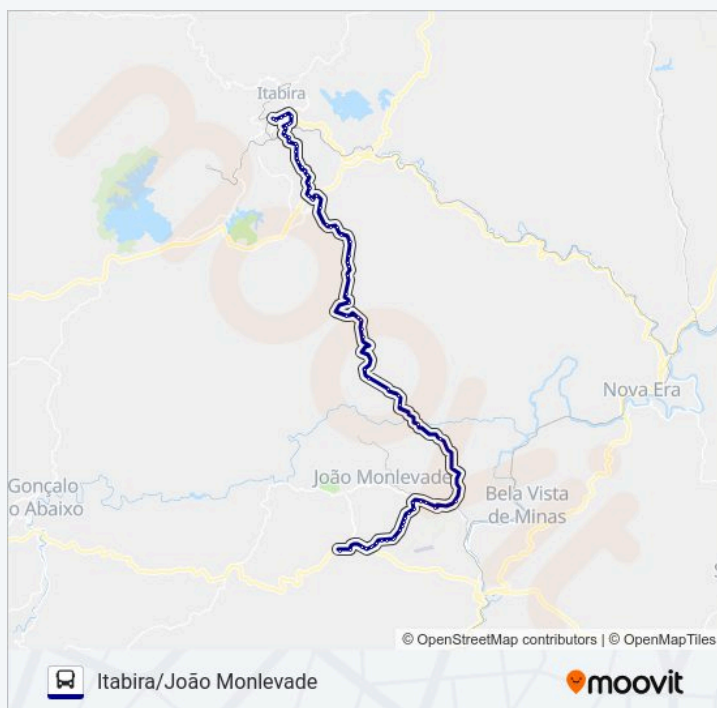 Itabira
Nova Era
João Monlevade
Gonçalo
o Abaixo
Bela Vista
de Minas
© OpenStreetMap contributors | © OpenMapTiles
Itabira/João Monlevade
moovit